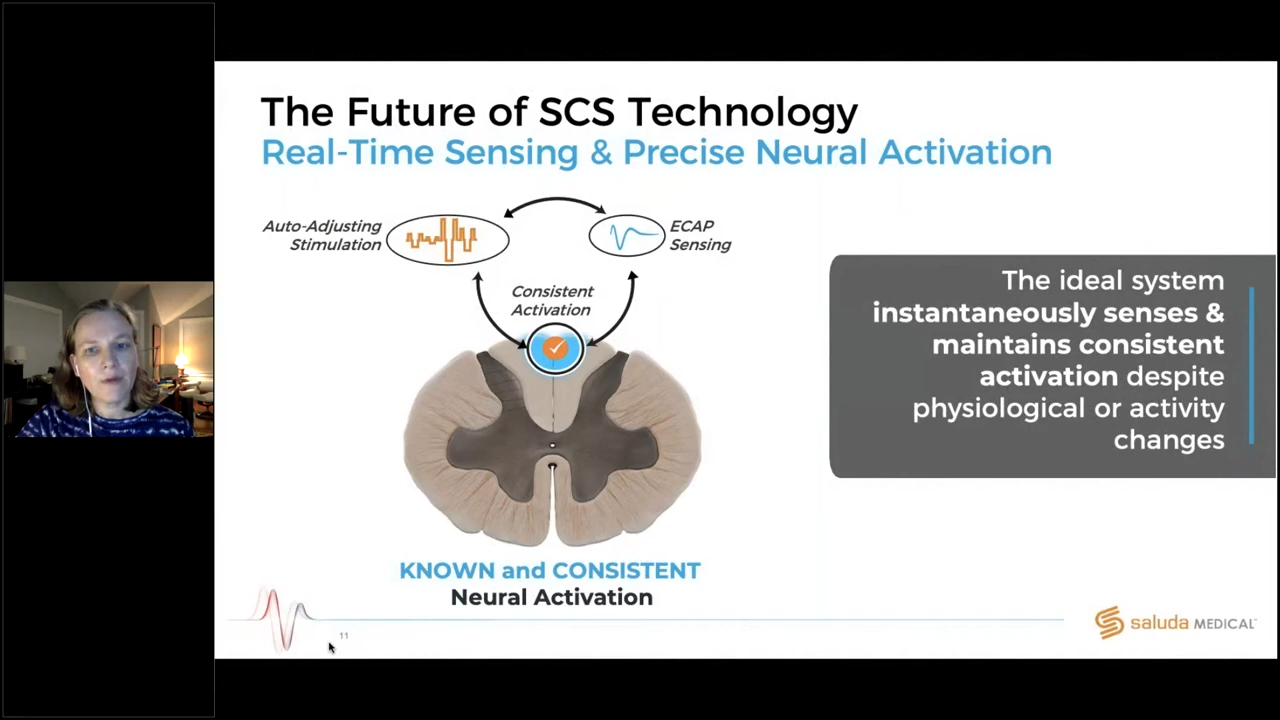 The Future of SCS Technology
Real-Time Sensing & Precise Neural Activation
Auto-Adjusting
Stimulation
ECAP
Sensing
Consistent
Activation
KNOWN and CONSISTENT
Neural Activation
The ideal system
instantaneously senses &
maintains consistent
activation despite
physiological or activity
changes
11
saluda MEDICAL™